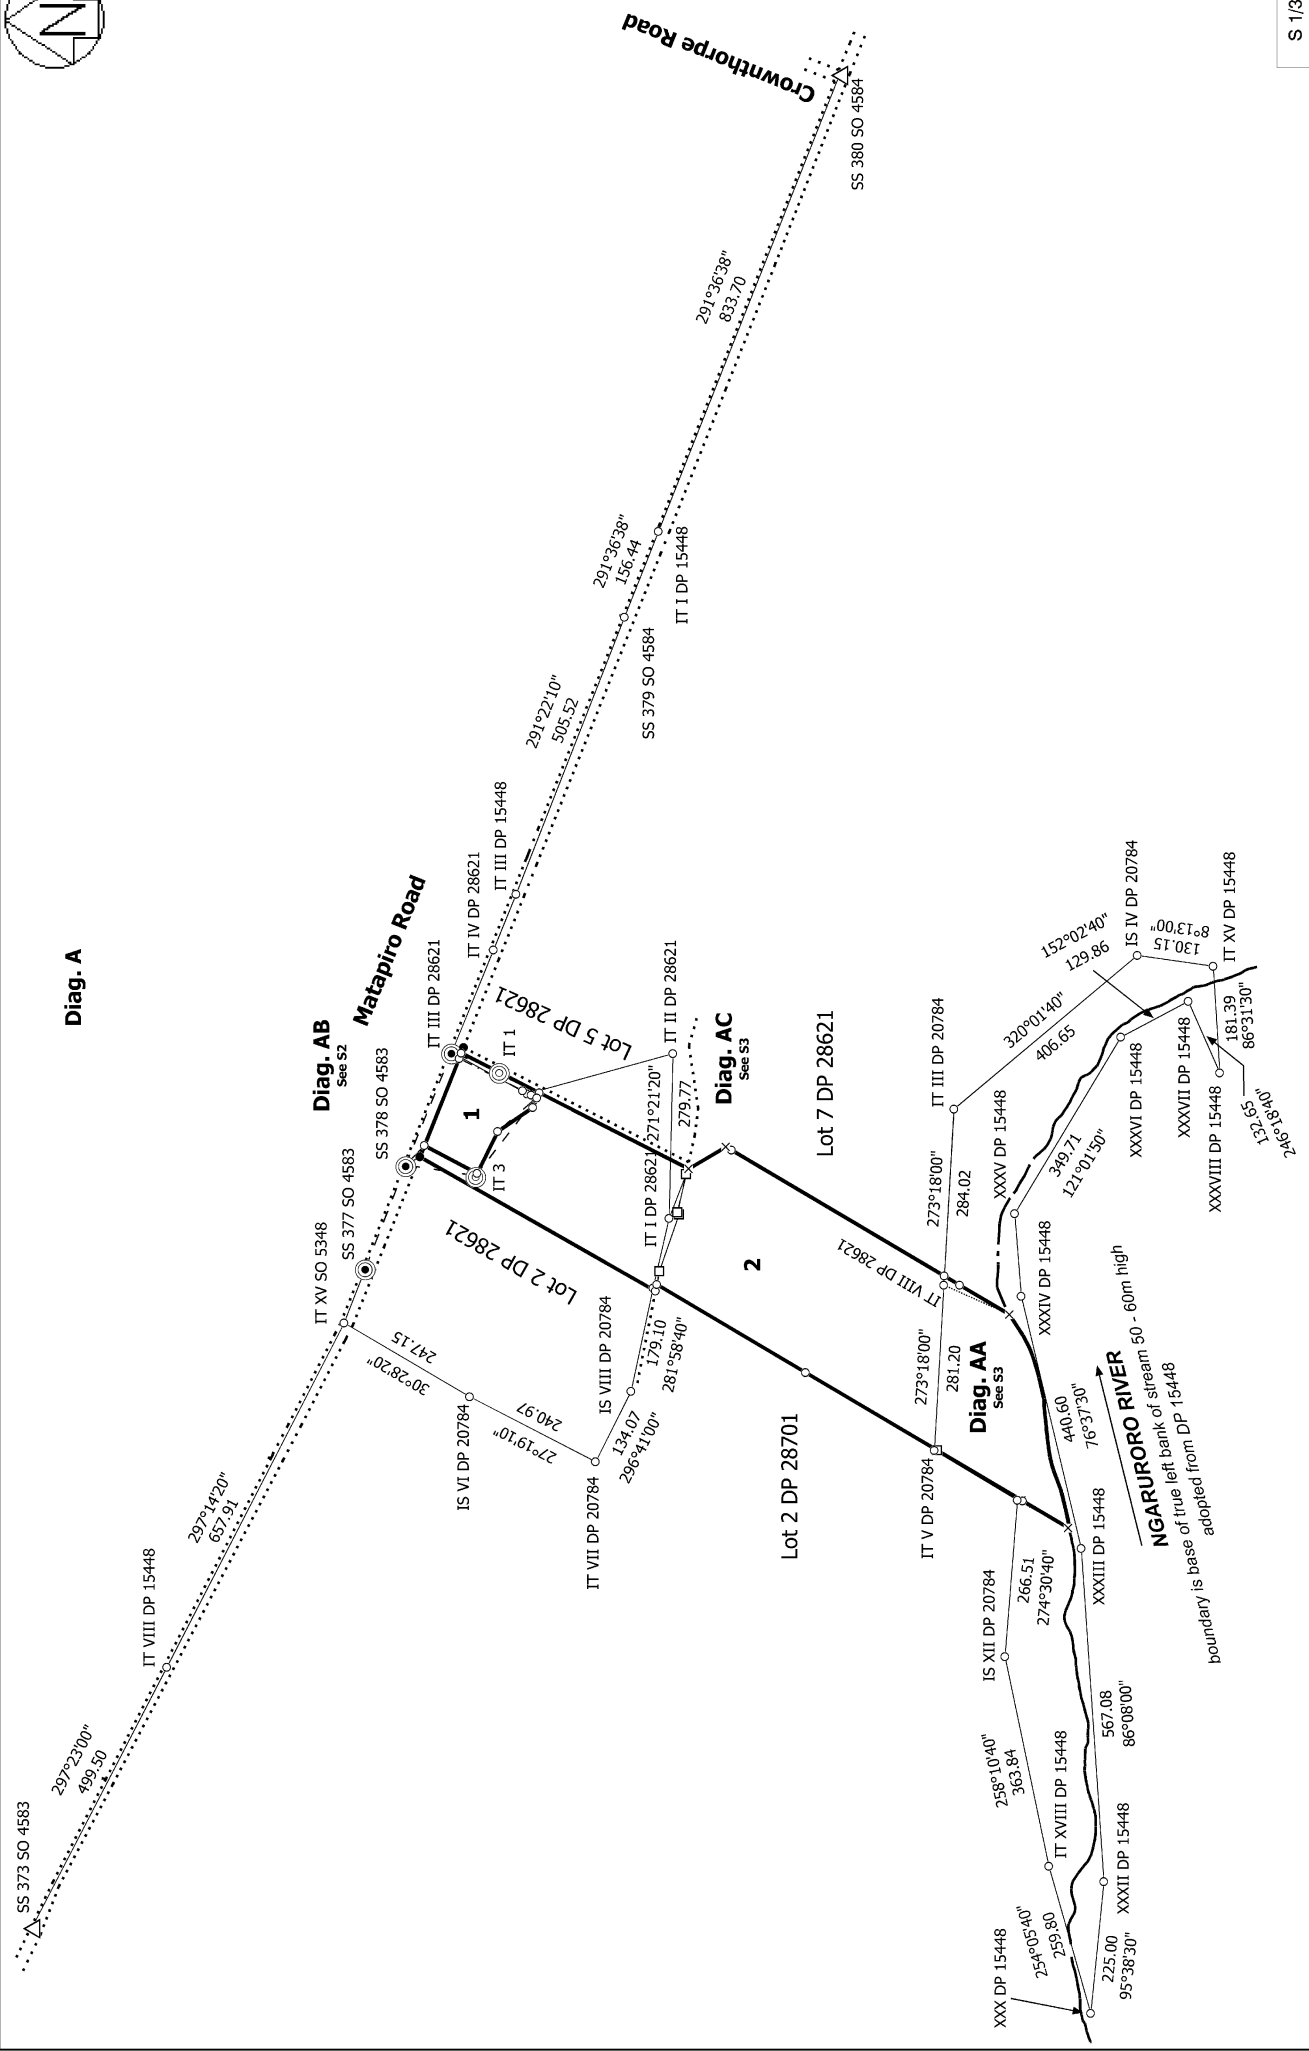 N
S 1/3
Diag. A
Crownthorpe Road
SS 380 SO 4584
291°36'38"
833.70
291°36'38"
156.44
IT I DP 15448
SS 379 SO 4584
291°22'10"
505.52
IT III DP 15448
IT IV DP 28621
Matapiro Road
IT III DP 28621
Diag. AB
See S2
SS 378 SO 4583
SS 377 SO 4583
IT XV SO 5348
297°14'20"
657.91
IT VIII DP 15448
297°23'00"
499.50
SS 373 SO 4583
Lot 5 DP 28621
IT 1
1
IT 3
Lot 2 DP 28621
IT II DP 28621
271°21'20"
279.77
IT I DP 28621
Diag. AC
See S3
247.15
30°28'20"
IS VI DP 20784
240.97
27°19'10"
IT VII DP 20784
IS VIII DP 20784
134.07
296°41'00"
179.10
281°58'40"
2
Lot 7 DP 28621
Lot 2 DP 28701
IT VIII DP 28621
IT III DP 20784
273°18'00"
284.02
273°18'00"
281.20
IT V DP 20784
Diag. AA
See S3
320°01'40"
406.65
152°02'40"
129.86
IS IV DP 20784
130.15
8°13'00"
IT XV DP 15448
181.39
86°31'30"
132.65
246°18'40"
XXXVIII DP 15448
XXXVII DP 15448
XXXVI DP 15448
349.71
121°01'50"
XXXV DP 15448
XXXIV DP 15448
440.60
76°37'30"
NGARURORO RIVER
boundary is base of true left bank of stream 50 - 60m high
adopted from DP 15448
XXXIII DP 15448
266.51
274°30'40"
IS XII DP 20784
567.08
86°08'00"
258°10'40"
363.84
IT XVIII DP 15448
XXXII DP 15448
254°05'40"
259.80
225.00
95°38'30"
XXX DP 15448